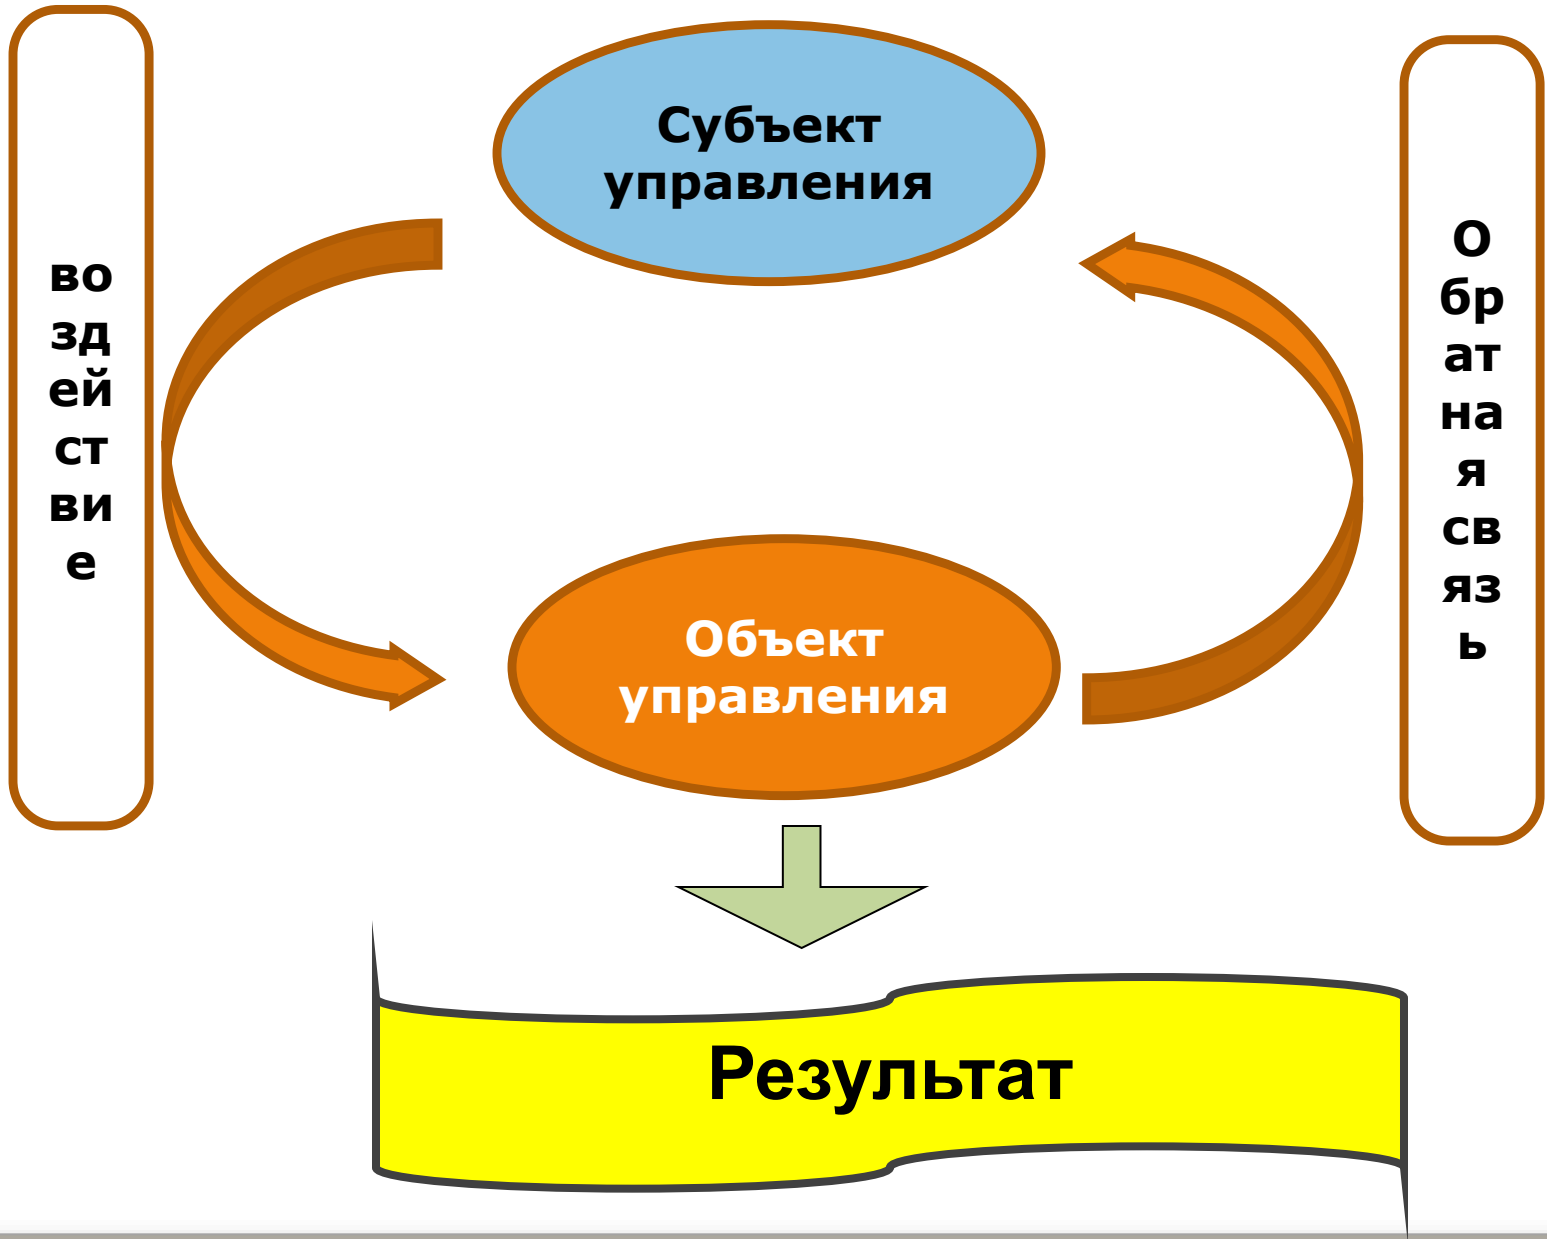 Субъект
управления
во
зд
ей
ст
ви
е
О
бр
ат
на
я
св
яз
ь
Объект
управления
Результат